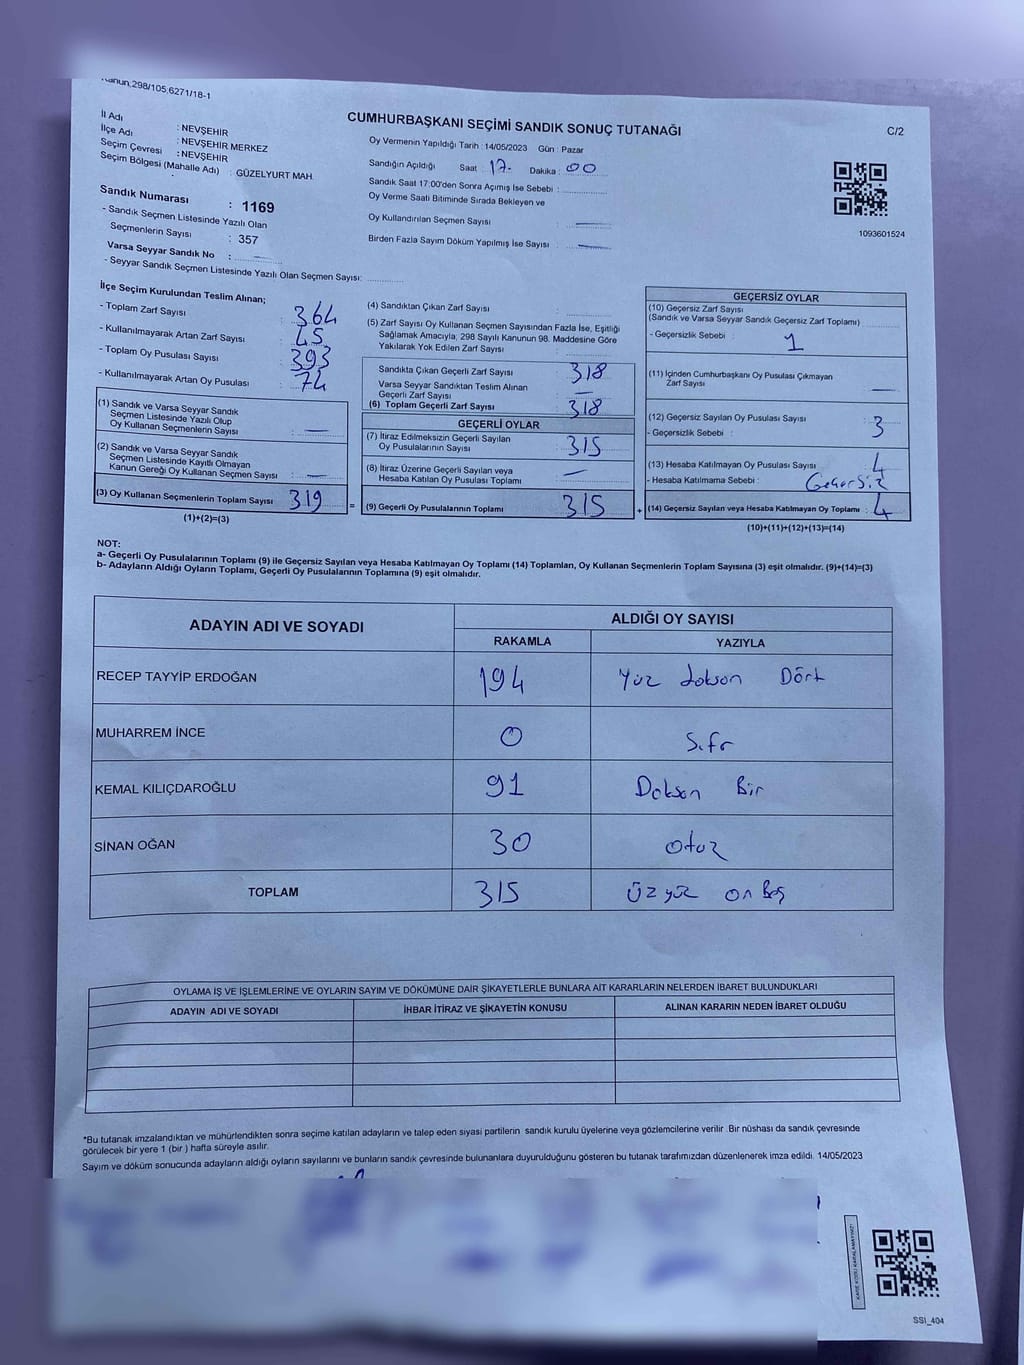 Kanun 298/105,6271/18-1
CUMHURBAŞKANI SEÇİMİ SANDIK SONUÇ TUTANAĞI
C/2
İl Adı : NEVŞEHİR
İlçe Adı : NEVŞEHİR MERKEZ
Seçim Çevresi : NEVŞEHİR
Seçim Bölgesi (Mahalle Adı) : GÜZELYURT MAH.
Sandık Numarası : 1169
- Sandık Seçmen Listesinde Yazılı Olan
Seçmenlerin Sayısı : 357
Varsa Seyyar Sandık No :
- Seyyar Sandık Seçmen Listesinde Yazılı Olan Seçmen Sayısı:
Oy Vermenin Yapıldığı Tarih : 14/05/2023 Gün : Pazar
Sandığın Açıldığı Saat : 17 Dakika : 00
Sandık Saat 17:00'den Sonra Açımış İse Sebebi :
Oy Verme Saati Bitiminde Sırada Bekleyen ve
Oy Kullandırılan Seçmen Sayısı :
Birden Fazla Sayım Döküm Yapılmış İse Sayısı :
1093601524
İlçe Seçim Kurulundan Teslim Alınan;
- Toplam Zarf Sayısı : 364
- Kullanılmayarak Artan Zarf Sayısı : 45
- Toplam Oy Pusulası Sayısı : 393
- Kullanılmayarak Artan Oy Pusulası : 74
(1) Sandık ve Varsa Seyyar Sandık
Seçmen Listesinde Yazılı Olup
Oy Kullanan Seçmenlerin Sayısı : —
(2) Sandık ve Varsa Seyyar Sandık
Seçmen Listesinde Kayıtlı Olmayan
Kanun Gereği Oy Kullanan Seçmen Sayısı : —
(3) Oy Kullanan Seçmenlerin Toplam Sayısı : 319
(1)+(2)=(3)
(4) Sandıktan Çıkan Zarf Sayısı :
(5) Zarf Sayısı Oy Kullanan Seçmen Sayısından Fazla İse, Eşitliği
Sağlamak Amacıyla; 298 Sayılı Kanunun 98. Maddesine Göre
Yakılarak Yok Edilen Zarf Sayısı :
Sandıkta Çıkan Geçerli Zarf Sayısı : 318
Varsa Seyyar Sandıktan Teslim Alınan
Geçerli Zarf Sayısı : —
(6) Toplam Geçerli Zarf Sayısı : 318
GEÇERLİ OYLAR
(7) İtiraz Edilmeksizin Geçerli Sayılan
Oy Pusulalarının Sayısı : 315
(8) İtiraz Üzerine Geçerli Sayılan veya
Hesaba Katılan Oy Pusulası Toplamı : —
= (9) Geçerli Oy Pusulalarının Toplamı : 315
GEÇERSİZ OYLAR
(10) Geçersiz Zarf Sayısı
(Sandık ve Varsa Seyyar Sandık Geçersiz Zarf Toplamı)
- Geçersizlik Sebebi : 1
(11) İçinden Cumhurbaşkanı Oy Pusulası Çıkmayan
Zarf Sayısı : —
(12) Geçersiz Sayılan Oy Pusulası Sayısı : 3
- Geçersizlik Sebebi :
(13) Hesaba Katılmayan Oy Pusulası Sayısı : 4
- Hesaba Katılmama Sebebi : Geçersiz
+ (14) Geçersiz Sayılan veya Hesaba Katılmayan Oy Toplamı : 4
(10)+(11)+(12)+(13)=(14)
NOT:
a- Geçerli Oy Pusulalarının Toplamı (9) ile Geçersiz Sayılan veya Hesaba Katılmayan Oy Toplamı (14) Toplamları, Oy Kullanan Seçmenlerin Toplam Sayısına (3) eşit olmalıdır. (9)+(14)=(3)
b- Adayların Aldığı Oyların Toplamı, Geçerli Oy Pusulalarının Toplamına (9) eşit olmalıdır.
ADAYIN ADI VE SOYADI
ALDIĞI OY SAYISI
RAKAMLA YAZIYLA
RECEP TAYYİP ERDOĞAN 194 Yüz doksan Dört
MUHARREM İNCE 0 Sıfır
KEMAL KILIÇDAROĞLU 91 Doksan Bir
SİNAN OĞAN 30 Otuz
TOPLAM 315 Üzyüz on Beş
OYLAMA İŞ VE İŞLEMLERİNE VE OYLARIN SAYIM VE DÖKÜMÜNE DAİR ŞİKAYETLERLE BUNLARA AİT KARARLARIN NELERDEN İBARET BULUNDUKLARI
ADAYIN ADI VE SOYADI İHBAR İTİRAZ VE ŞİKAYETİN KONUSU ALINAN KARARIN NEDEN İBARET OLDUĞU
*Bu tutanak imzalandıktan ve mühürlendikten sonra seçime katılan adayların ve talep eden siyasi partilerin sandık kurulu üyelerine veya gözlemcilerine verilir. Bir nüshası da sandık çevresinde
görülecek bir yere 1 (bir ) hafta süreyle asılır.
Sayım ve döküm sonucunda adayların aldığı oyların sayılarını ve bunların sandık çevresinde bulunanlara duyurulduğunu gösteren bu tutanak tarafımızdan düzenlenerek imza edildi. 14/05/2023
KARE KODU KARALAMAYINIZ!
SSI_404